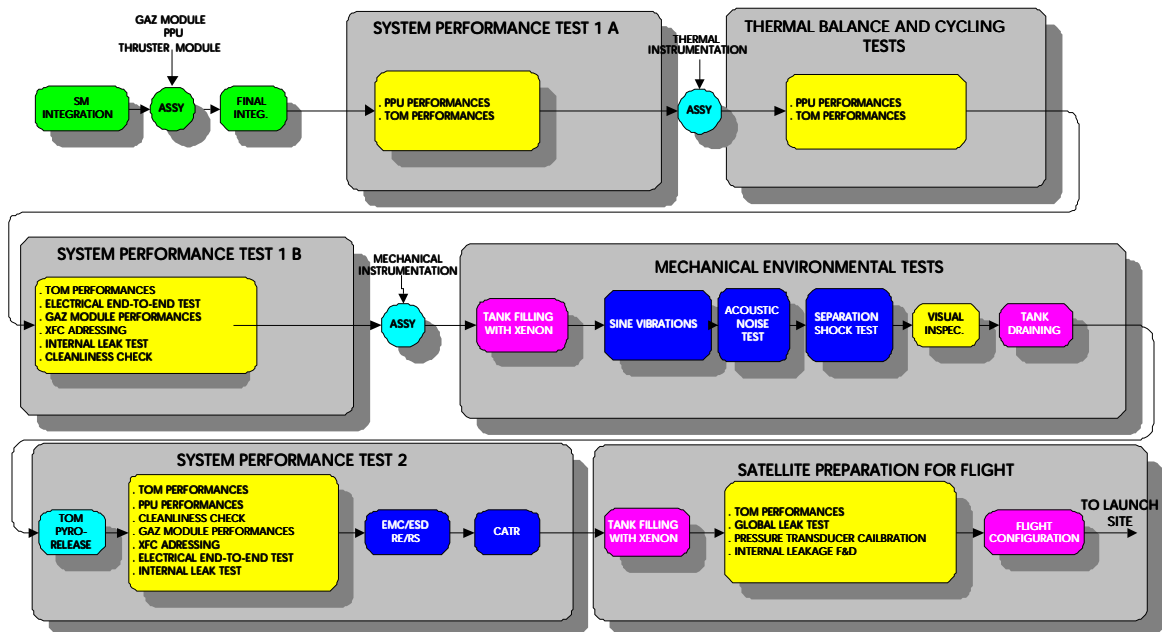 GAZ MODULE
PPU
THRUSTER MODULE
SM
INTEGRATION
ASSY
FINAL
INTEG.
SYSTEM PERFORMANCE TEST 1 A
. PPU PERFORMANCES
. TOM PERFORMANCES
THERMAL
INSTRUMENTATION
ASSY
THERMAL BALANCE AND CYCLING
TESTS
. PPU PERFORMANCES
. TOM PERFORMANCES
SYSTEM PERFORMANCE TEST 1 B
. TOM PERFORMANCES
. ELECTRICAL END-TO-END TEST
. GAZ MODULE PERFORMANCES
. XFC ADRESSING
. INTERNAL LEAK TEST
. CLEANLINESS CHECK
MECHANICAL
INSTRUMENTATION
ASSY
MECHANICAL ENVIRONMENTAL TESTS
TANK FILLING
WITH XENON
SINE VIBRATIONS
ACOUSTIC
NOISE
TEST
SEPARATION
SHOCK TEST
VISUAL
INSPEC.
TANK
DRAINING
SYSTEM PERFORMANCE TEST 2
TOM
PYRO-
RELEASE
. TOM PERFORMANCES
. PPU PERFORMANCES
. CLEANLINESS CHECK
. GAZ MODULE PERFORMANCES
. XFC ADRESSING
. ELECTRICAL END-TO-END TEST
. INTERNAL LEAK TEST
EMC/ESD
RE/RS
CATR
SATELLITE PREPARATION FOR FLIGHT
TANK FILLING
WITH XENON
. TOM PERFORMANCES
. GLOBAL LEAK TEST
. PRESSURE TRANSDUCER CAILBRATION
. INTERNAL LEAKAGE F&D
FLIGHT
CONFIGURATION
TO LAUNCH
SITE